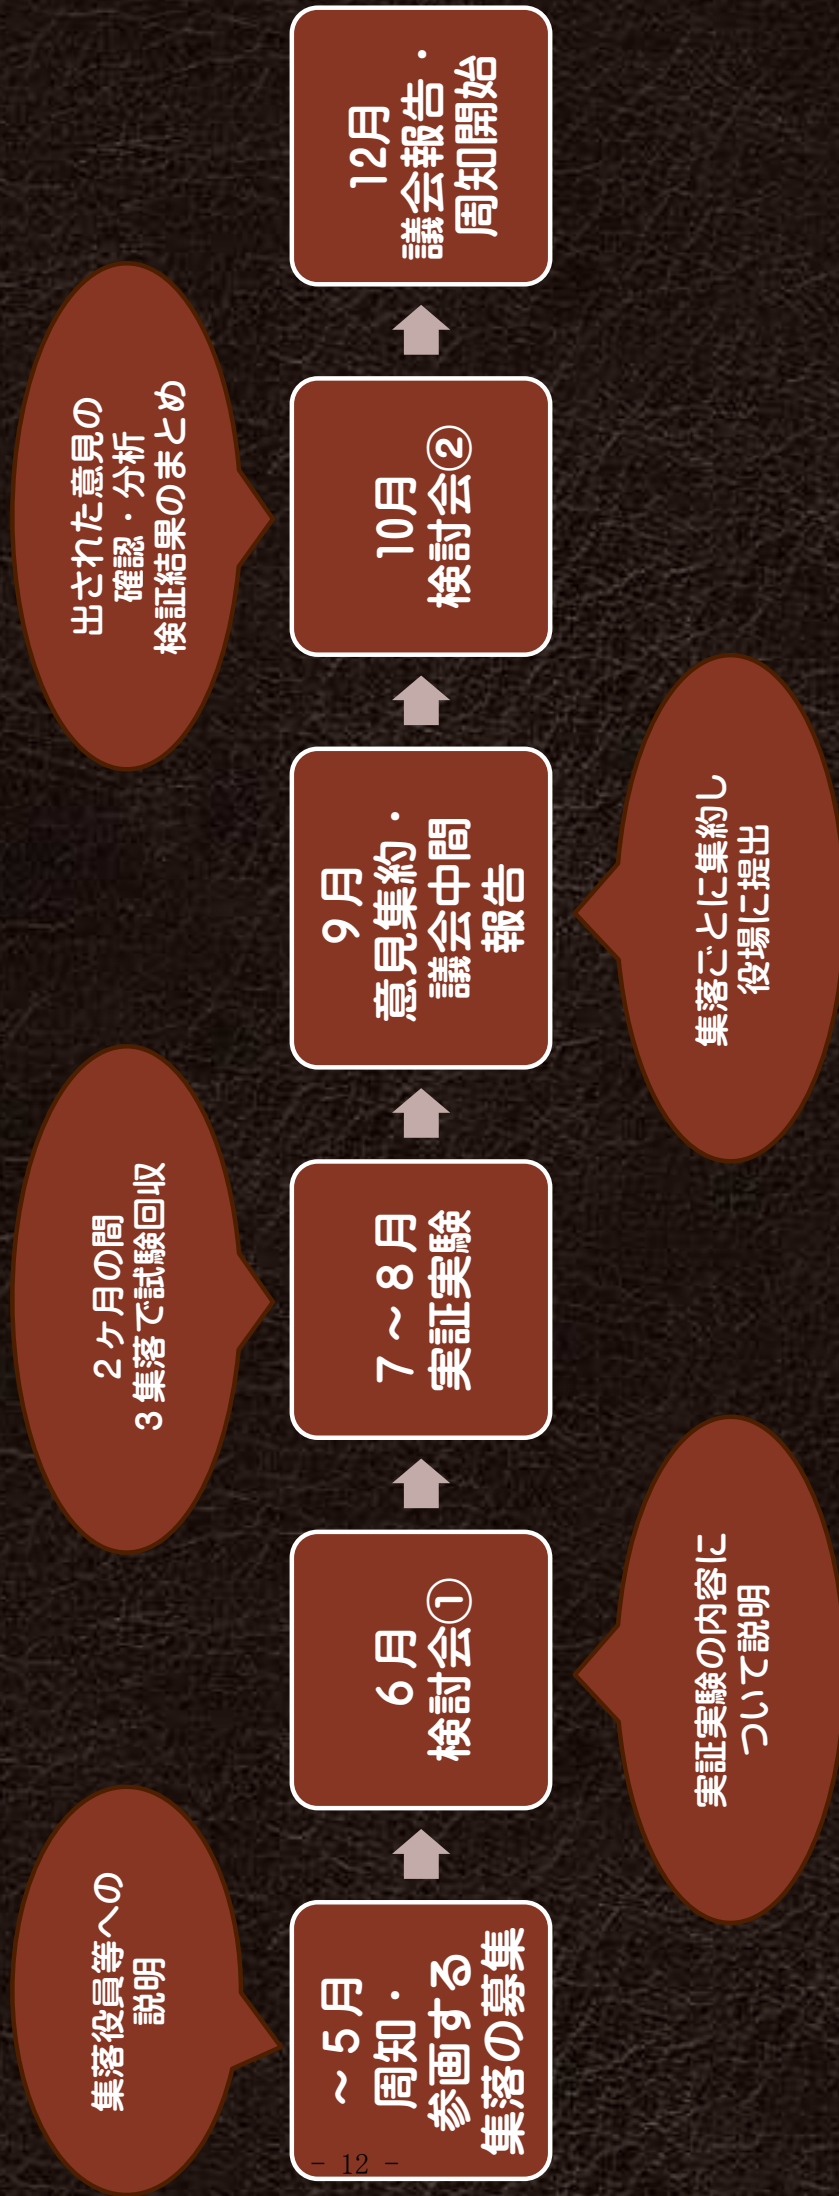 集落役員等への
説明
～５月
周知・
参画する
集落の募集
６月
検討会①
実証実験の内容に
ついて説明
２ヶ月の間
３集落で試験回収
７～８月
実証実験
９月
意見集約・
議会中間
報告
集落ごとに集約し
役場に提出
出された意見の
確認・分析
検証結果のまとめ
10月
検討会②
12月
議会報告・
周知開始
- 12 -